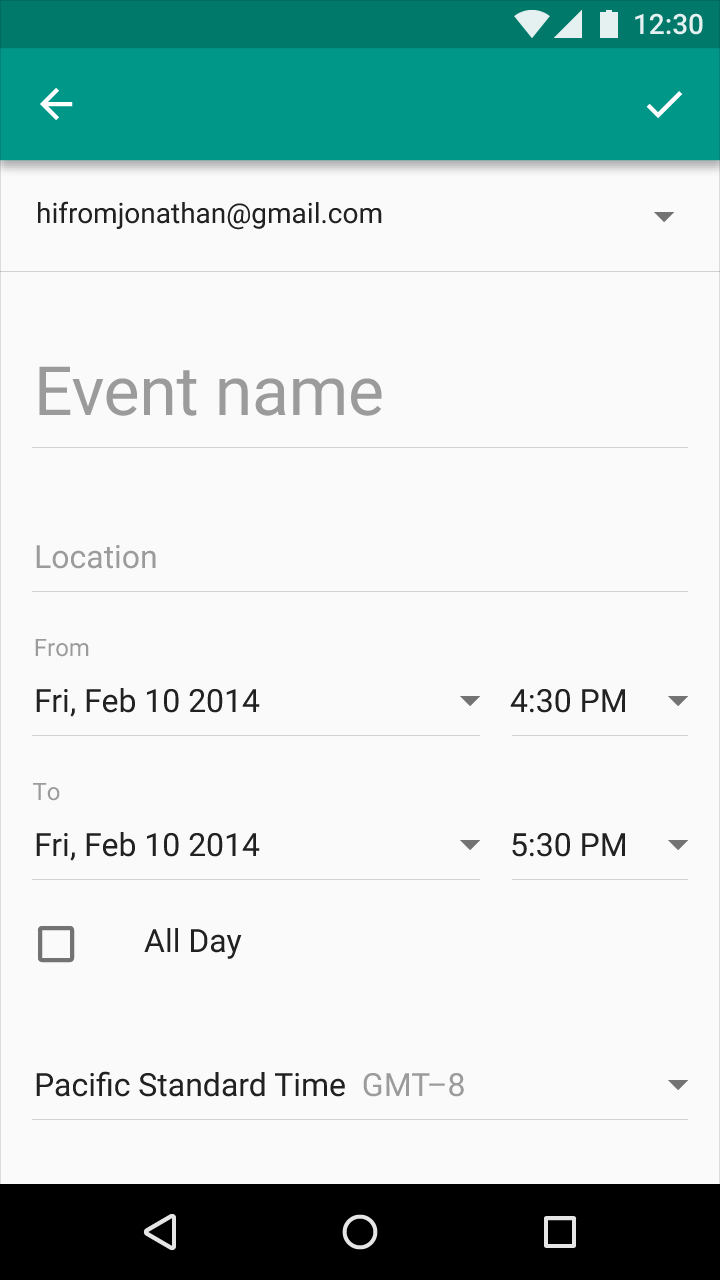 12:30
hifromjonathan@gmail.com
Event name
Location
From
Fri, Feb 10 2014 4:30 PM
To
Fri, Feb 10 2014 5:30 PM
All Day
Pacific Standard Time GMT–8